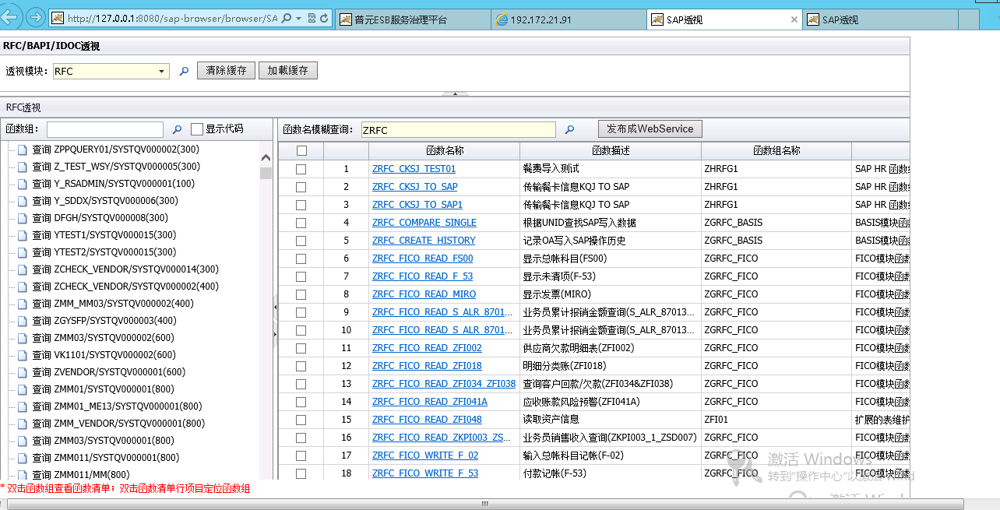 http://127.0.0.1:8080/sap-browser/browser/SA
普元ESB服务治理平台
192.172.21.91
SAP透视
SAP透视
RFC/BAPI/IDOC透视
透视模块: RFC 清除缓存 加载缓存
RFC透视
函数组: 显示代码
查询 ZPPQUERY01/SYSTQV000002(300)
查询 Z_TEST_WSY/SYSTQV000005(300)
查询 Y_RSADMIN/SYSTQV000001(100)
查询 Y_SDDX/SYSTQV000006(300)
查询 DFGH/SYSTQV000008(300)
查询 YTEST1/SYSTQV000015(300)
查询 YTEST2/SYSTQV000015(300)
查询 ZCHECK_VENDOR/SYSTQV000014(300)
查询 ZCHECK_VENDOR/SYSTQV000002(400)
查询 ZMM_MM03/SYSTQV000002(400)
查询 ZGYSFP/SYSTQV000003(400)
查询 ZMM03/SYSTQV000002(600)
查询 VK1101/SYSTQV000002(600)
查询 ZVENDOR/SYSTQV000001(600)
查询 ZMM01/SYSTQV000001(800)
查询 ZMM01_ME13/SYSTQV000001(800)
查询 ZMM_VENDOR/SYSTQV000001(800)
查询 ZMM03/SYSTQV000001(800)
查询 ZMM011/SYSTQV000001(800)
查询 ZMM011/MM(800)
函数名模糊查询: ZRFC 发布成WebService
函数名称 函数描述 函数组名称
1 ZRFC_CKSJ_TEST01 餐费导入测试 ZHRFG1 SAP HR 函数
2 ZRFC_CKSJ_TO_SAP 传输餐卡信息KQJ TO SAP ZHRFG1 SAP HR 函数
3 ZRFC_CKSJ_TO_SAP1 传输餐卡信息KQJ TO SAP ZHRFG1 SAP HR 函数
4 ZRFC_COMPARE_SINGLE 根据UNID查找SAP写入数据 ZGRFC_BASIS BASIS模块函
5 ZRFC_CREATE_HISTORY 记录OA写入SAP操作历史 ZGRFC_BASIS BASIS模块函
6 ZRFC_FICO_READ_FS00 显示总帐科目(FS00) ZGRFC_FICO FICO模块函数
7 ZRFC_FICO_READ_F_53 显示未清项(F-53) ZGRFC_FICO FICO模块函数
8 ZRFC_FICO_READ_MIRO 显示发票(MIRO) ZGRFC_FICO FICO模块函数
9 ZRFC_FICO_READ_S_ALR_8701... 业务员累计报销金额查询(S_ALR_87013... ZGRFC_FICO FICO模块函数
10 ZRFC_FICO_READ_S_ALR_8701... 业务员累计报销金额查询(S_ALR_87013... ZGRFC_FICO FICO模块函数
11 ZRFC_FICO_READ_ZFI002 供应商欠款明细表(ZFI002) ZGRFC_FICO FICO模块函数
12 ZRFC_FICO_READ_ZFI018 明细分类账(ZFI018) ZGRFC_FICO FICO模块函数
13 ZRFC_FICO_READ_ZFI034_ZFI038 查询客户回款/欠款(ZFI034&ZFI038) ZGRFC_FICO FICO模块函数
14 ZRFC_FICO_READ_ZFI041A 应收账款风险预警(ZFI041A) ZGRFC_FICO FICO模块函数
15 ZRFC_FICO_READ_ZFI048 读取资产信息 ZFI01 扩展的表维护
16 ZRFC_FICO_READ_ZKPI003_ZS... 业务员销售收入查询(ZKPI003_1_ZSD007) ZGRFC_FICO FICO模块函数
17 ZRFC_FICO_WRITE_F_02 输入总帐科目记帐(F-02) ZGRFC_FICO FICO模块函数
18 ZRFC_FICO_WRITE_F_53 付款记帐(F-53) ZGRFC_FICO FICO模块函数
激活 Windows
转到“操作中心”以激活 Wind
激活 Wind
* 双击函数组查看函数清单；双击函数清单行项目定位函数组